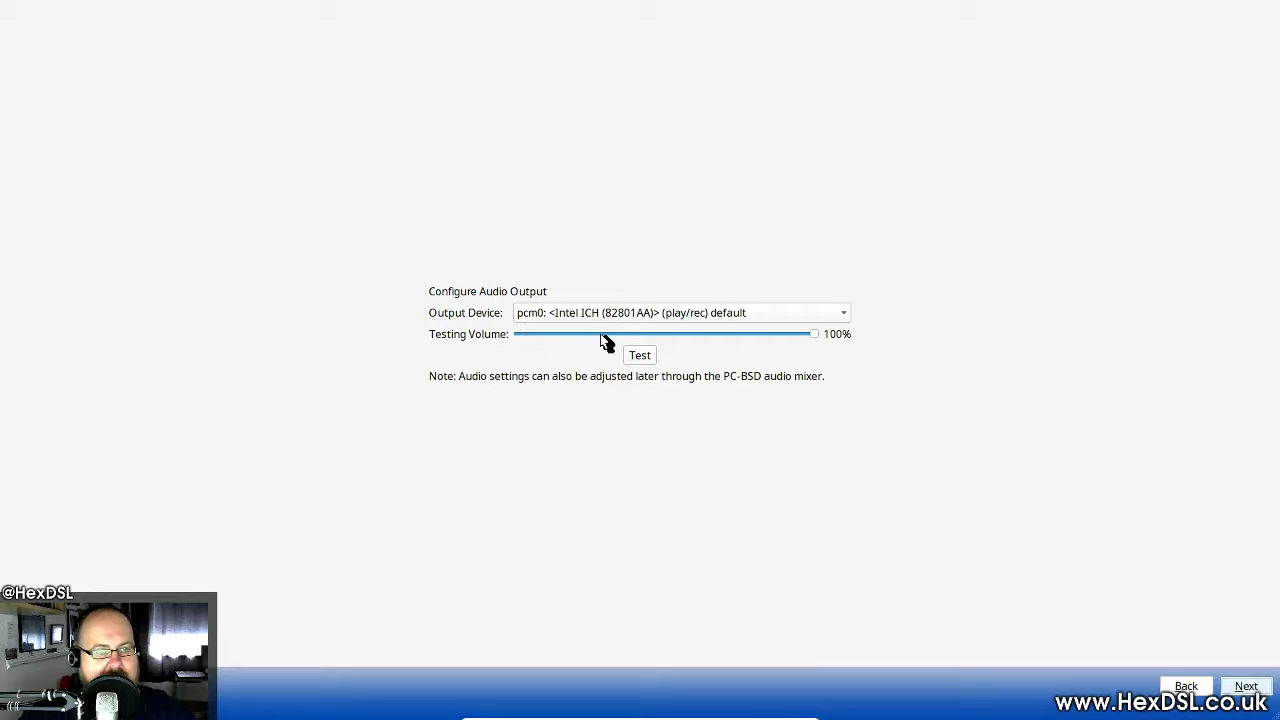 Configure Audio Output
Output Device: pcm0: <Intel ICH (82801AA)> (play/rec) default
Testing Volume: 100%
Test
Note: Audio settings can also be adjusted later through the PC-BSD audio mixer.
@HexDSL
Back Next
www.HexDSL.co.uk